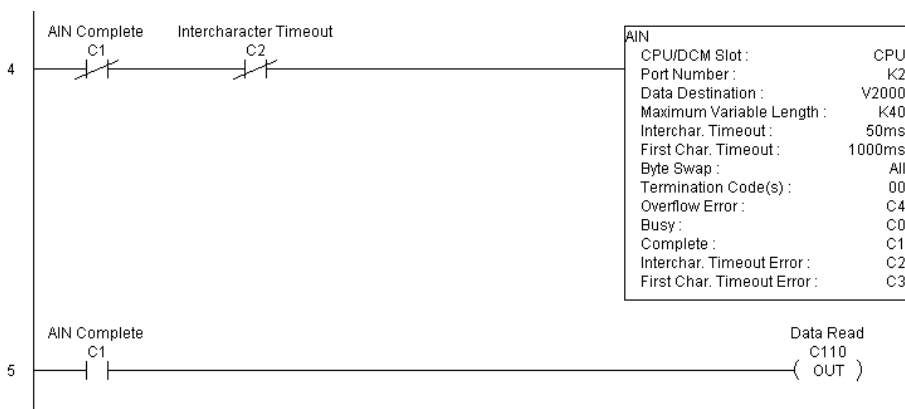 AIN Complete Intercharacter Timeout
C1 C2
4
AIN
CPU/DCM Slot : CPU
Port Number : K2
Data Destination : V2000
Maximum Variable Length : K40
Interchar. Timeout : 50ms
First Char. Timeout : 1000ms
Byte Swap : All
Termination Code(s) : 00
Overflow Error : C4
Busy : C0
Complete : C1
Interchar. Timeout Error : C2
First Char. Timeout Error : C3
AIN Complete Data Read
C1 C110
5 ( OUT )